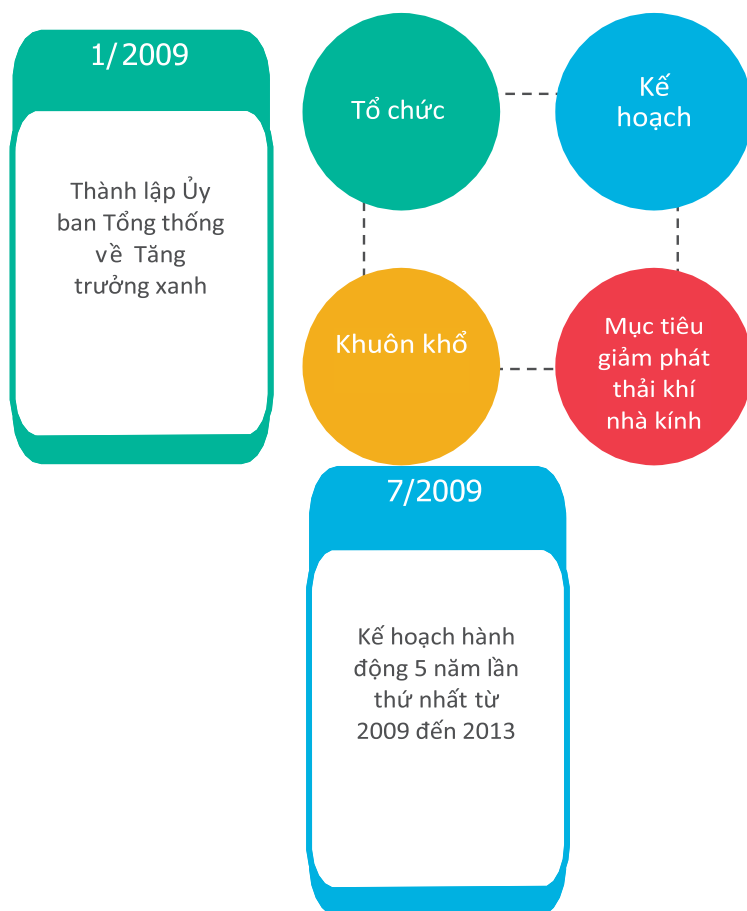 1/2009
Thành lập Ủy
ban Tổng thống
về Tăng
trưởng xanh
Tổ chức
Kế
hoạch
Khuôn khổ
Mục tiêu
giảm phát
thải khí
nhà kính
7/2009
Kế hoạch hành
động 5 năm lần
thứ nhất từ
2009 đến 2013